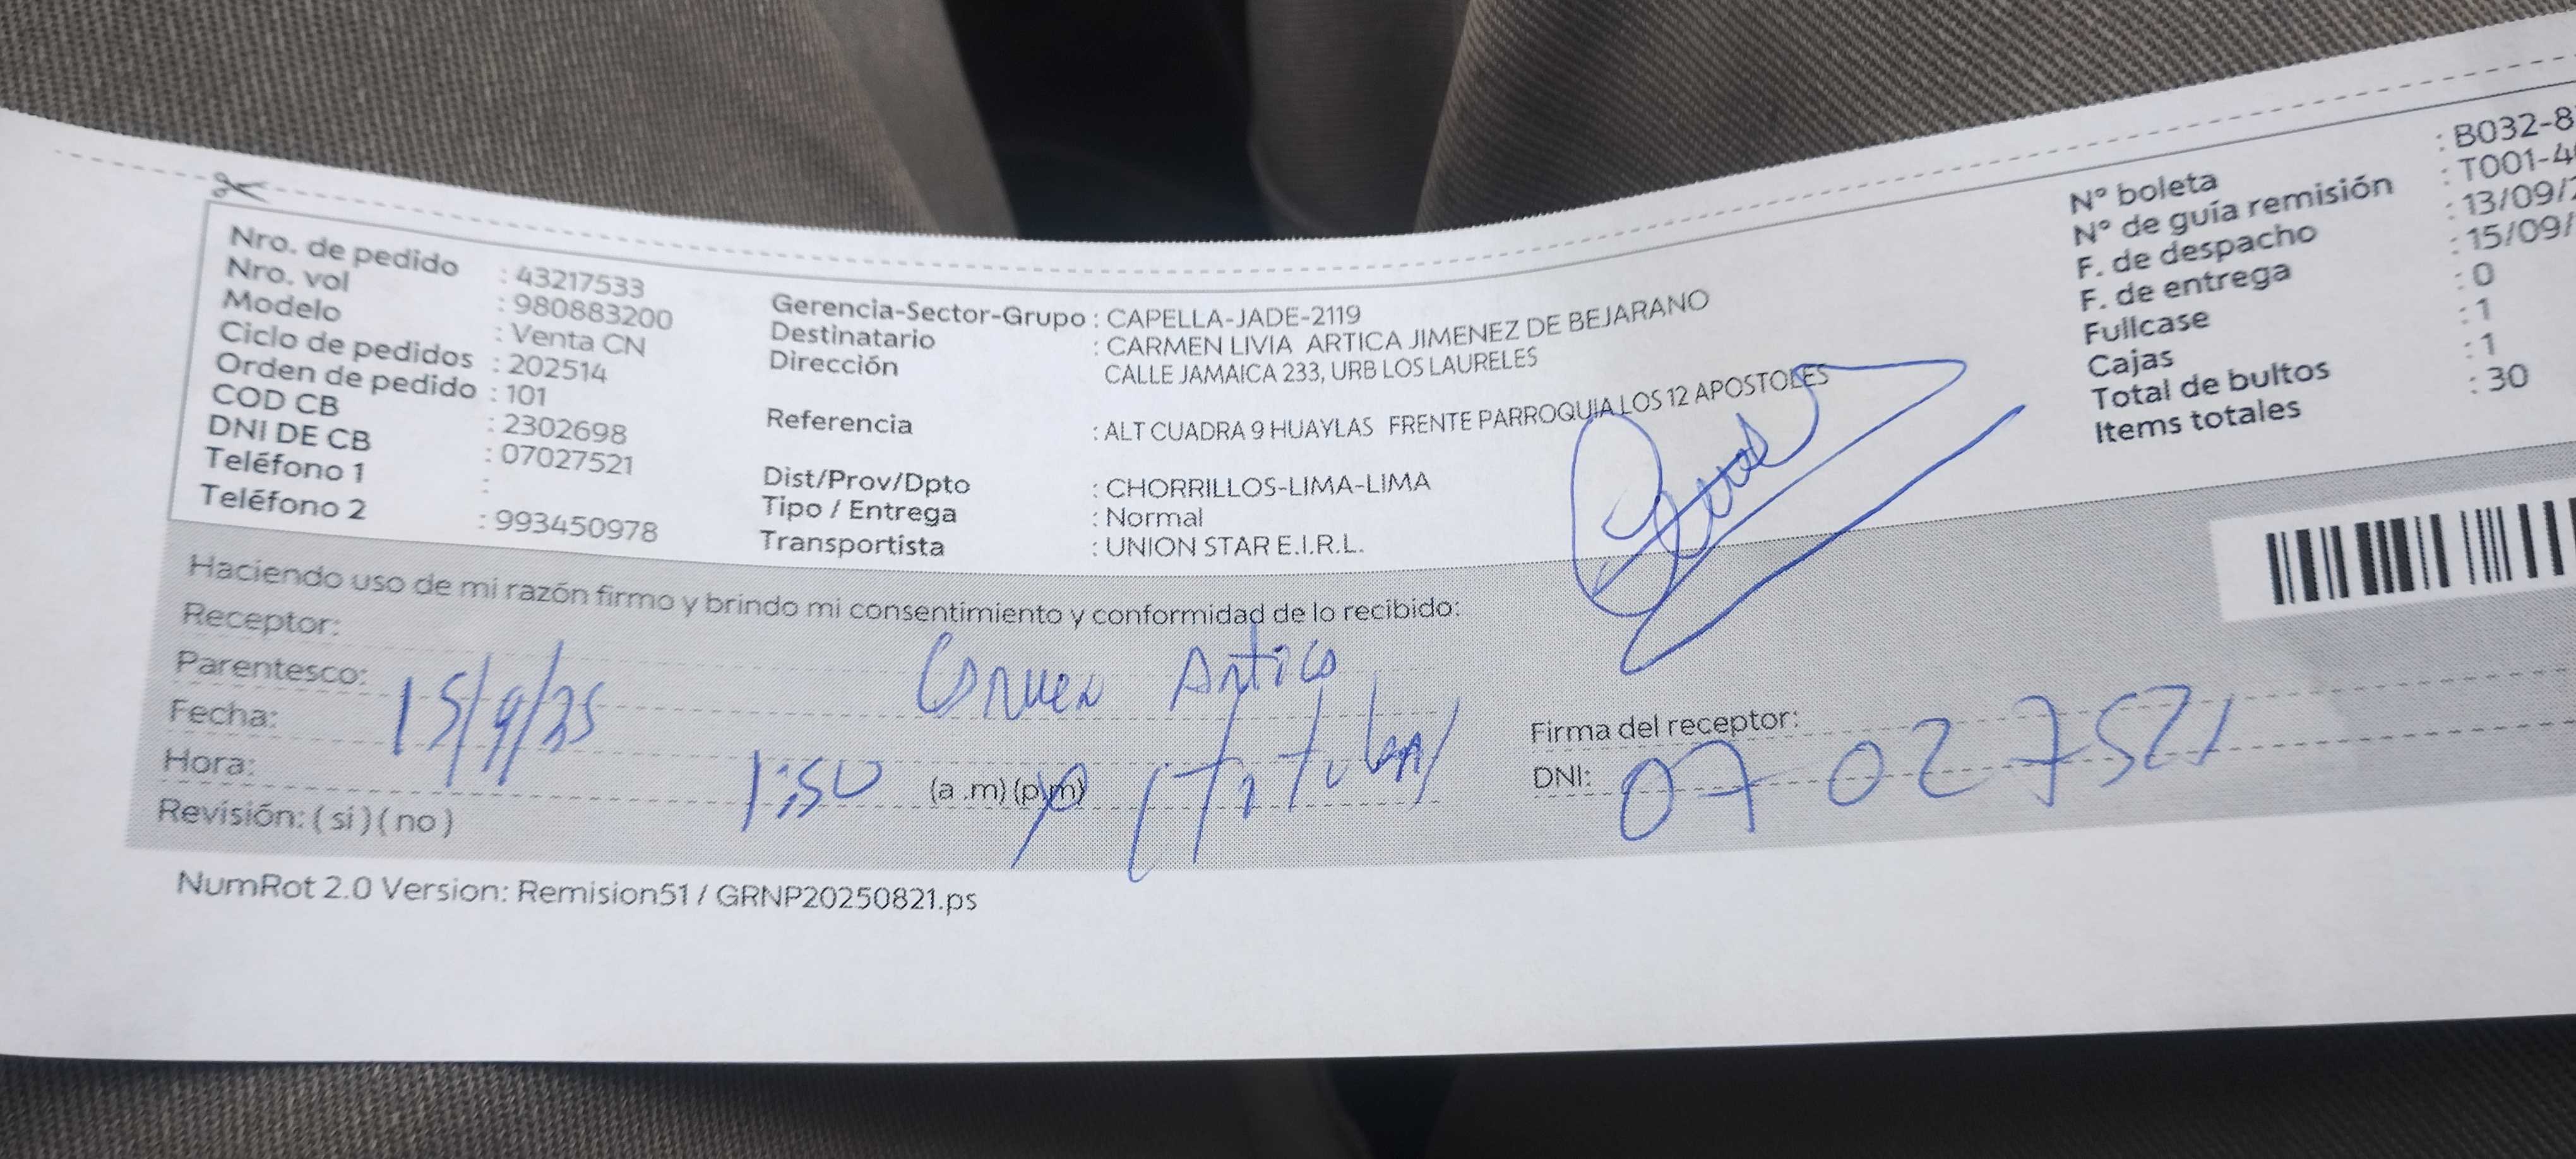 Nro. de pedido : 43217533
Nro. vol : 980883200
Modelo : Venta CN
Ciclo de pedidos : 202514
Orden de pedido : 101
COD CB : 2302698
DNI DE CB : 07027521
Teléfono 1 :
Teléfono 2 : 993450978
Gerencia-Sector-Grupo : CAPELLA-JADE-2119
Destinatario : CARMEN LIVIA ARTICA JIMENEZ DE BEJARANO
Dirección CALLE JAMAICA 233, URB LOS LAURELES
Referencia : ALT CUADRA 9 HUAYLAS FRENTE PARROQUIA LOS 12 APOSTOLES
Dist/Prov/Dpto : CHORRILLOS-LIMA-LIMA
Tipo / Entrega : Normal
Transportista : UNION STAR E.I.R.L.
N° boleta : B032-8
N° de guía remisión : T001-4
F. de despacho : 13/09/
F. de entrega : 15/09/
Fullcase : 0
Cajas : 1
Total de bultos : 1
Items totales : 30
Haciendo uso de mi razón firmo y brindo mi consentimiento y conformidad de lo recibido:
Receptor: Carmen Artica
Parentesco: (Titular)
Fecha: 15/9/25
Hora: 1:50 (a .m) (p.m)
Revisión: ( si ) ( no )
Firma del receptor:
DNI: 07027521
NumRot 2.0 Version: Remision51 / GRNP20250821.ps